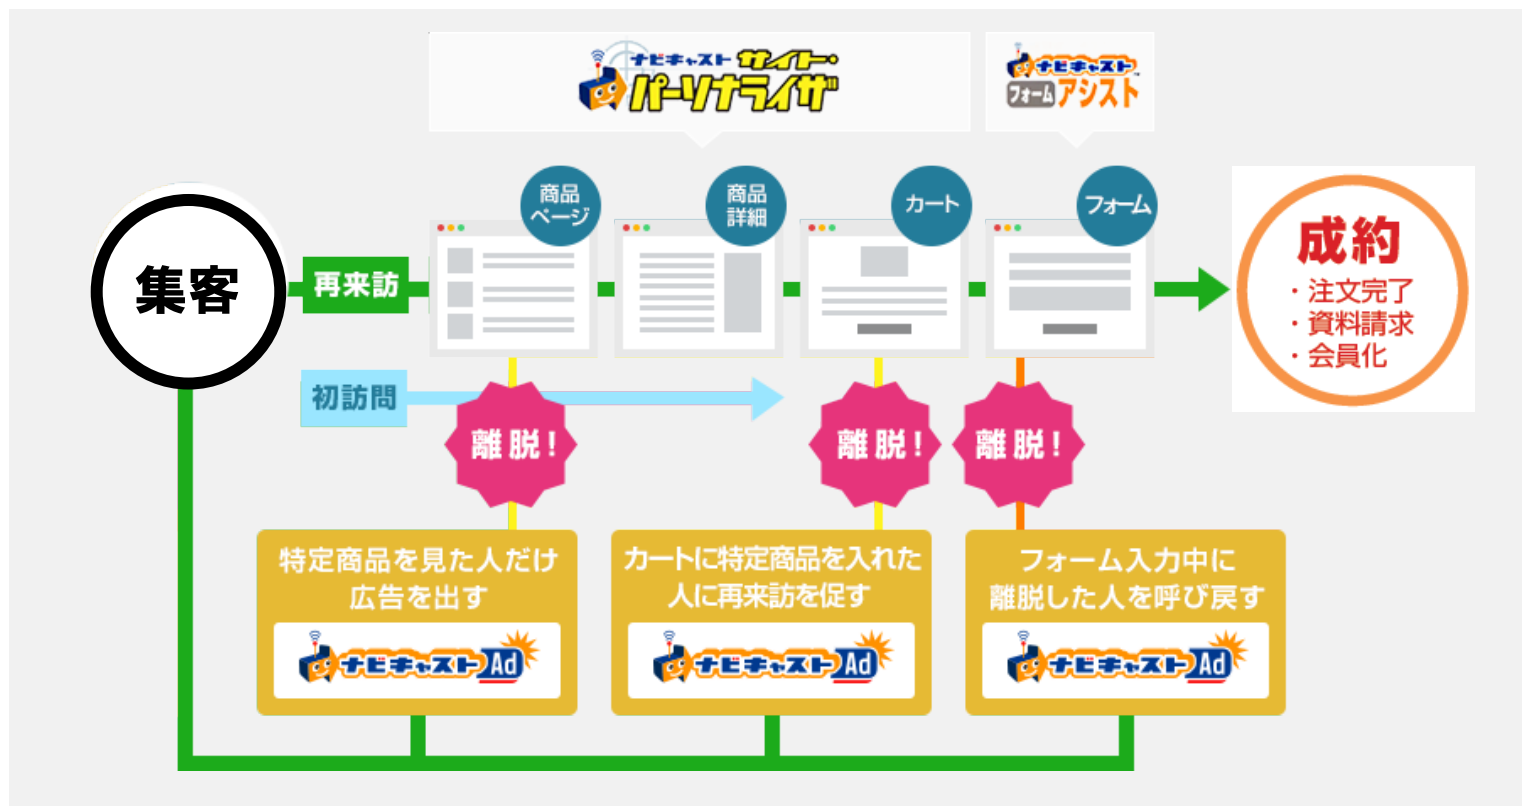 ナビキャスト サイト・
パーソナライザ
ナビキャスト
フォーム アシスト
商品
ページ
商品
詳細
カート
フォーム
集客
再来訪
成約
・注文完了
・資料請求
・会員化
初訪問
離脱!
離脱!
離脱!
特定商品を見た人だけ
広告を出す
ナビキャストAd
カートに特定商品を入れた
人に再来訪を促す
ナビキャストAd
フォーム入力中に
離脱した人を呼び戻す
ナビキャストAd